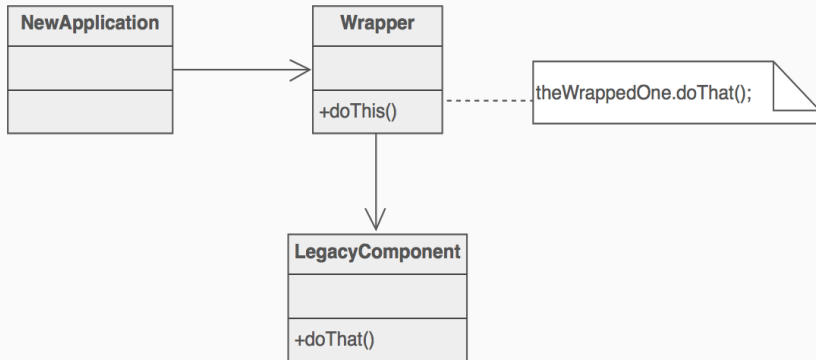 NewApplication
Wrapper
+doThis()
theWrappedOne.doThat();
LegacyComponent
+doThat()